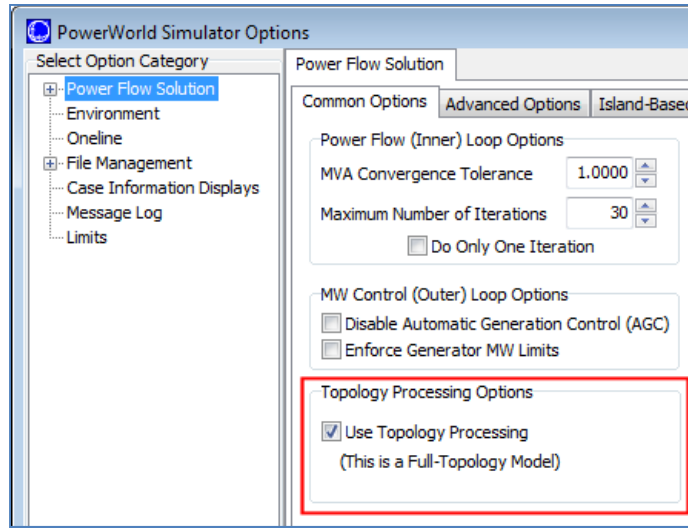 PowerWorld Simulator Opti
ons
Select Option Category
Power Flow Solution
Environment
Oneline
File Management
Case Information Displays
Message Log
Limits
Power Flow Solution
Common Options Advanced Options Island-Based
Power Flow (Inner) Loop Options
MVA Convergence Tolerance 1.0000
Maximum Number of Iterations 30
Do Only One Iteration
MW Control (Outer) Loop Options
Disable Automatic Generation Control (AGC)
Enforce Generator MW Limits
Topology Processing Options
Use Topology Processing
(This is a Full-Topology Model)